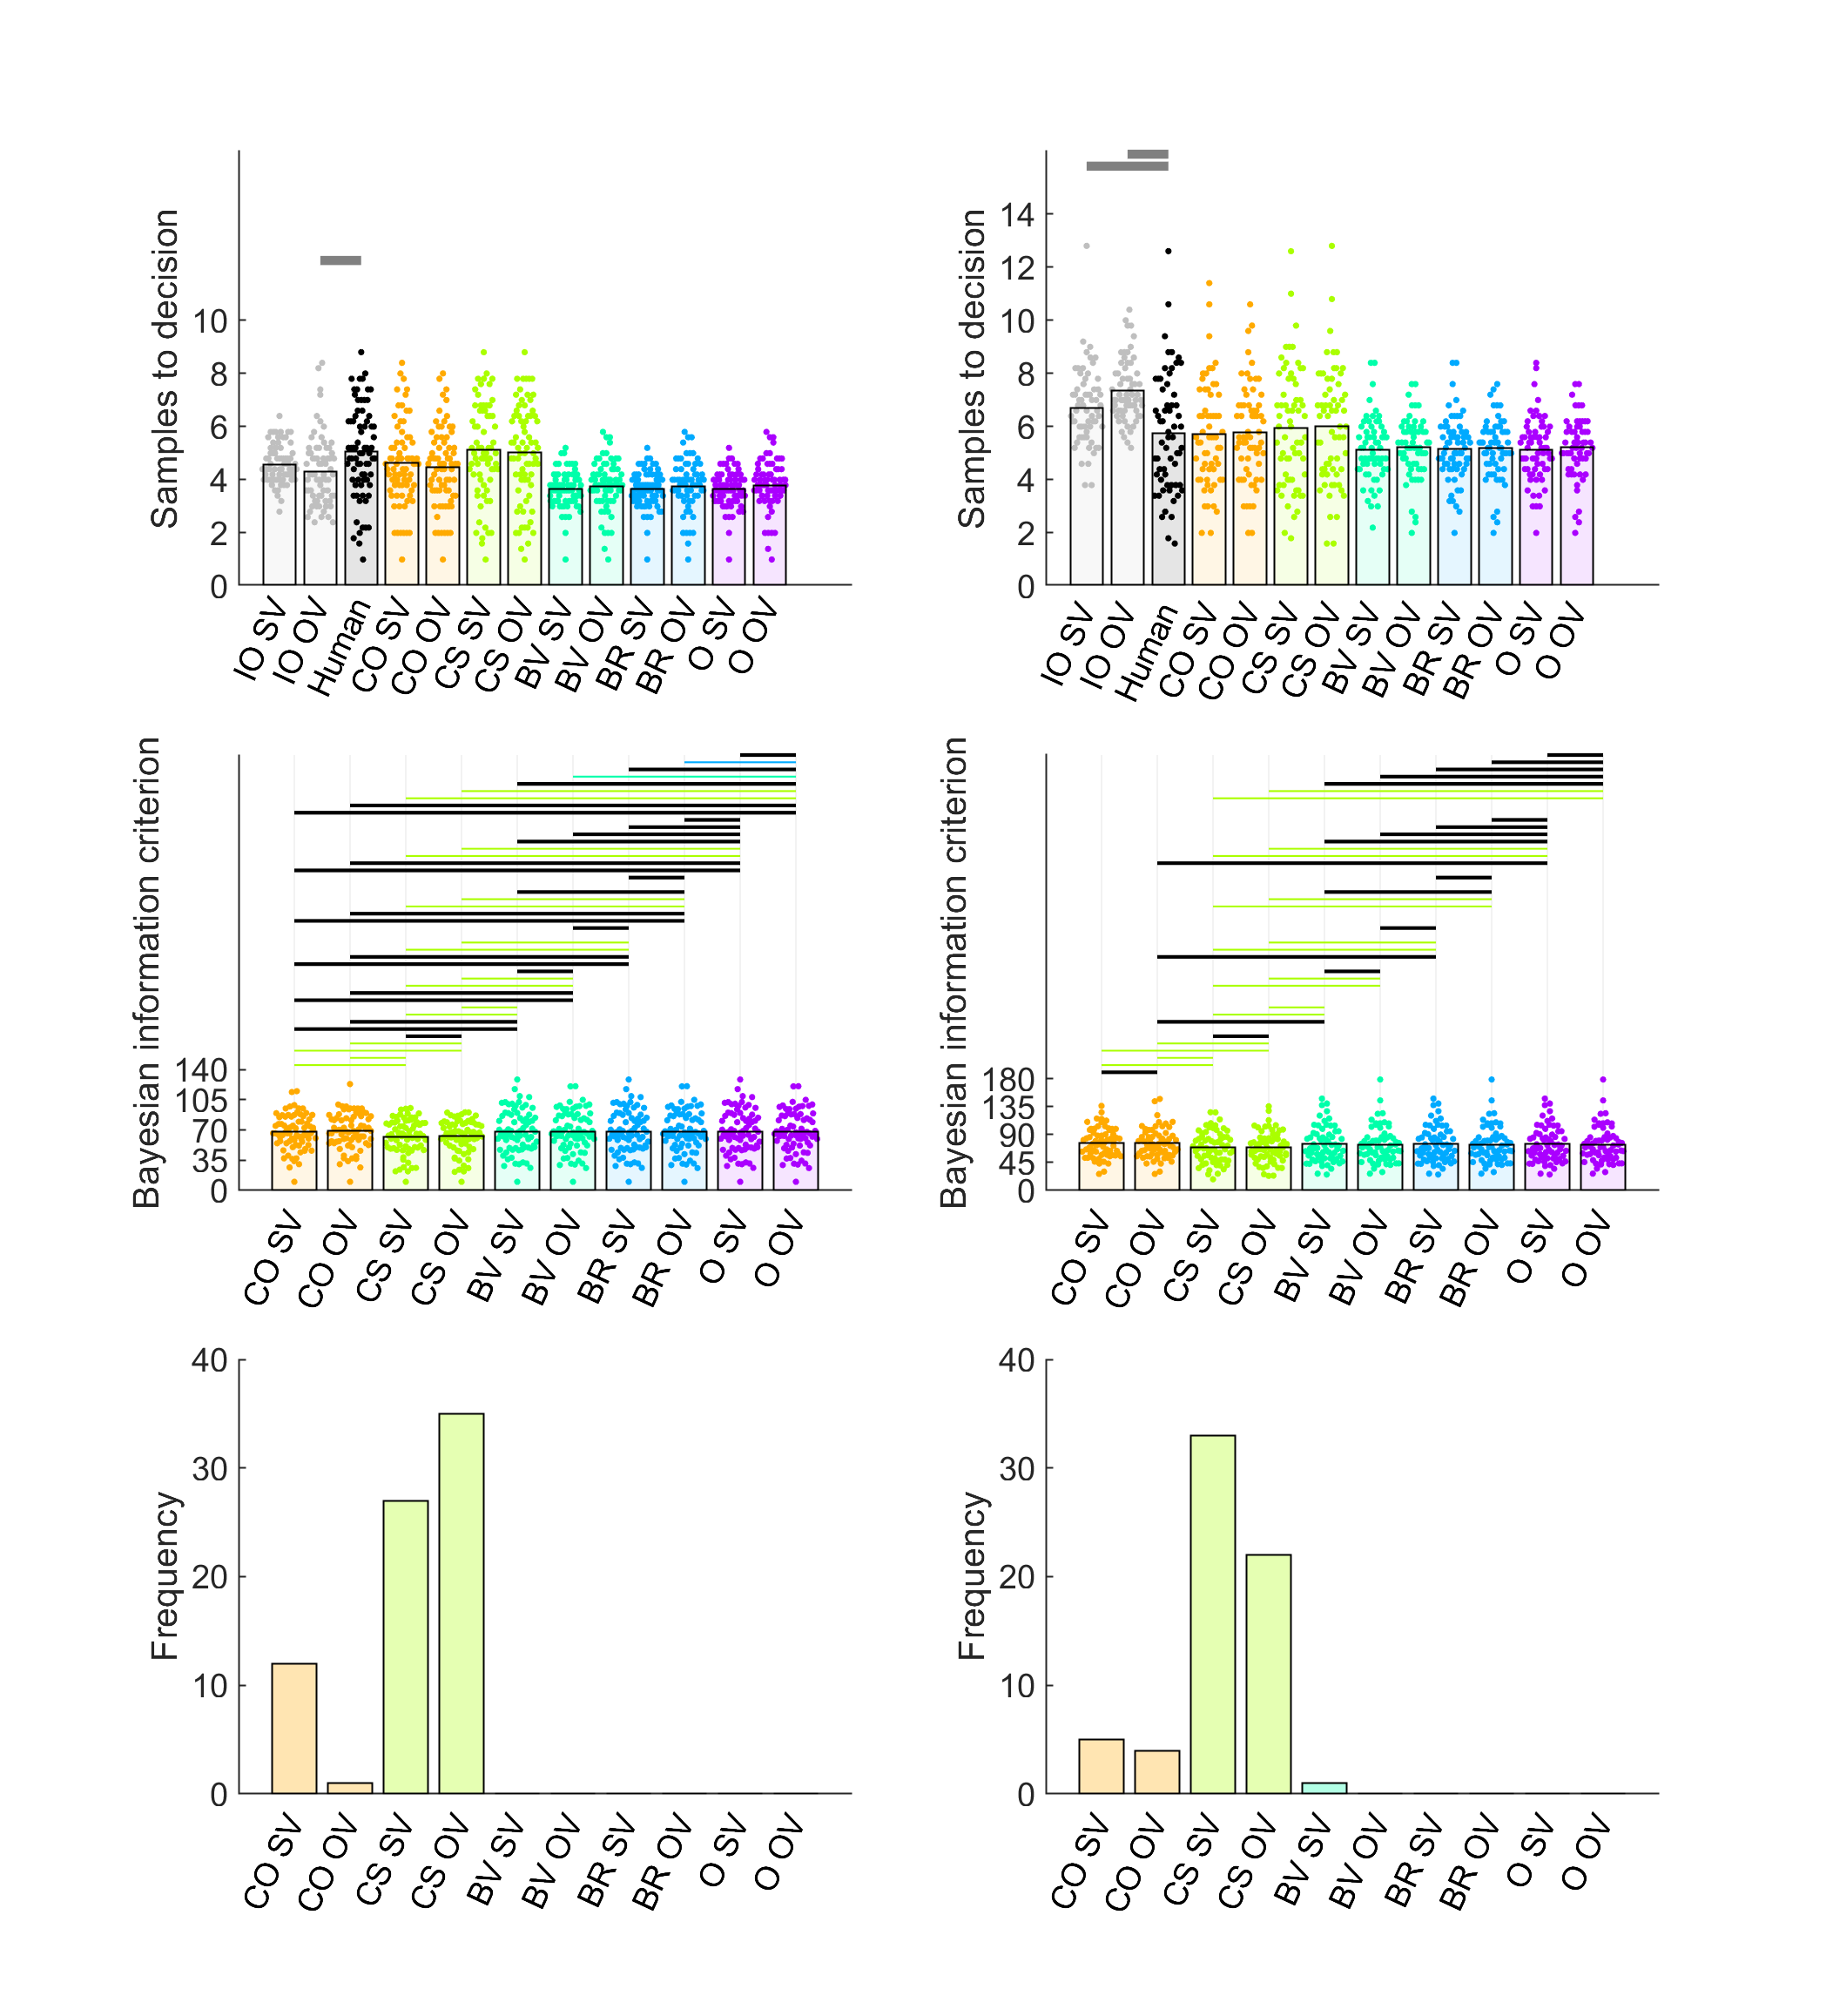 Samples to decision
10
8
6
4
2
0
IO SV
IO OV
Human
CO SV
CO OV
CS SV
CS OV
BV SV
BV OV
BR SV
BR OV
O SV
O OV
Samples to decision
14
12
10
8
6
4
2
0
IO SV
IO OV
Human
CO SV
CO OV
CS SV
CS OV
BV SV
BV OV
BR SV
BR OV
O SV
O OV
Bayesian information criterion
140
105
70
35
0
CO SV
CO OV
CS SV
CS OV
BV SV
BV OV
BR SV
BR OV
O SV
O OV
Bayesian information criterion
180
135
90
45
0
CO SV
CO OV
CS SV
CS OV
BV SV
BV OV
BR SV
BR OV
O SV
O OV
Frequency
40
30
20
10
0
CO SV
CO OV
CS SV
CS OV
BV SV
BV OV
BR SV
BR OV
O SV
O OV
Frequency
40
30
20
10
0
CO SV
CO OV
CS SV
CS OV
BV SV
BV OV
BR SV
BR OV
O SV
O OV